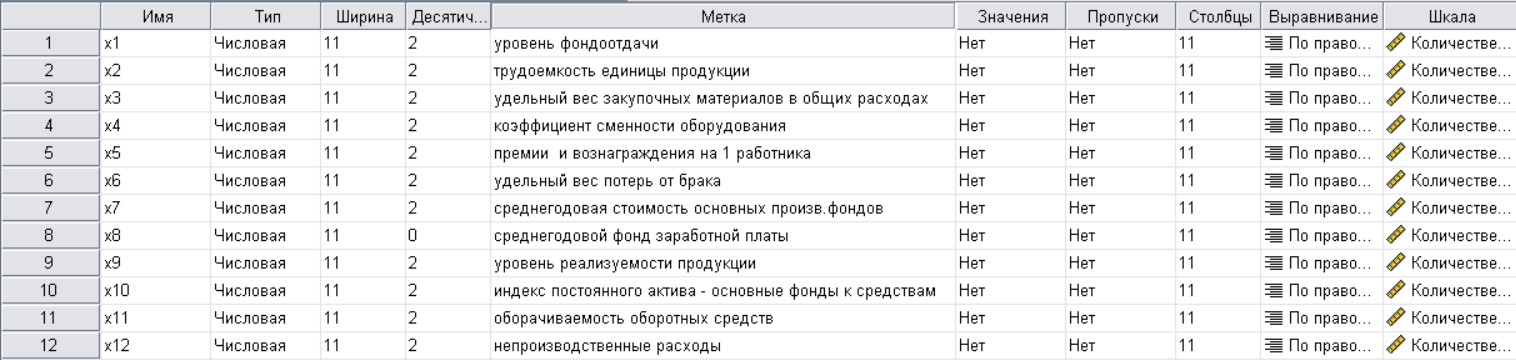 Имя Тип Ширина Десятич... Метка Значения Пропуски Столбцы Выравнивание Шкала
1 x1 Числовая 11 2 уровень фондоотдачи Нет Нет 11 По право... Количестве...
2 x2 Числовая 11 2 трудоемкость единицы продукции Нет Нет 11 По право... Количестве...
3 x3 Числовая 11 2 удельный вес закупочных материалов в общих расходах Нет Нет 11 По право... Количестве...
4 x4 Числовая 11 2 коэффициент сменности оборудования Нет Нет 11 По право... Количестве...
5 x5 Числовая 11 2 премии и вознаграждения на 1 работника Нет Нет 11 По право... Количестве...
6 x6 Числовая 11 2 удельный вес потерь от брака Нет Нет 11 По право... Количестве...
7 x7 Числовая 11 2 среднегодовая стоимость основных произв.фондов Нет Нет 11 По право... Количестве...
8 x8 Числовая 11 0 среднегодовой фонд заработной платы Нет Нет 11 По право... Количестве...
9 x9 Числовая 11 2 уровень реализуемости продукции Нет Нет 11 По право... Количестве...
10 x10 Числовая 11 2 индекс постоянного актива - основные фонды к средствам Нет Нет 11 По право... Количестве...
11 x11 Числовая 11 2 оборачиваемость оборотных средств Нет Нет 11 По право... Количестве...
12 x12 Числовая 11 2 непроизводственные расходы Нет Нет 11 По право... Количестве...